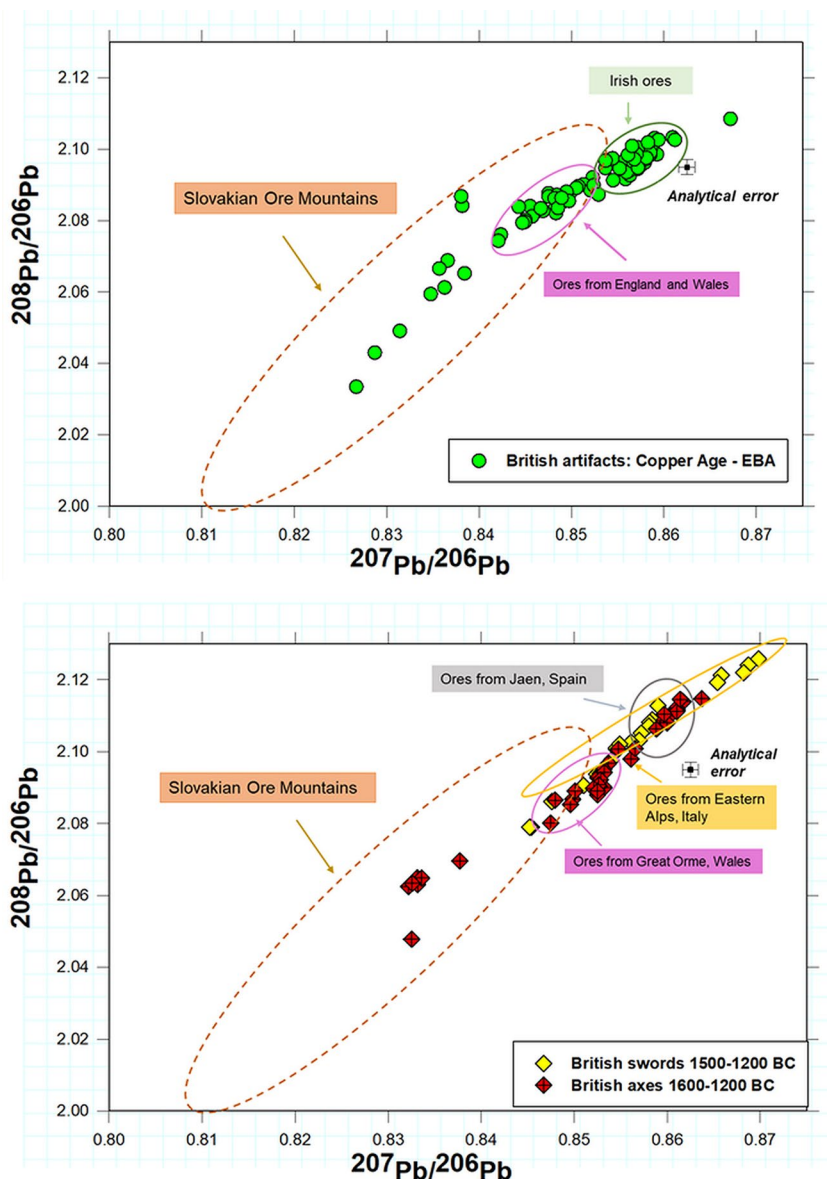 2.12
2.10
2.08
2.06
2.04
2.02
2.00
208Pb/206Pb
Irish ores
Slovakian Ore Mountains
Analytical error
Ores from England and Wales
British artifacts: Copper Age - EBA
0.80 0.81 0.82 0.83 0.84 0.85 0.86 0.87
207Pb/206Pb
2.12
2.10
2.08
2.06
2.04
2.02
2.00
208Pb/206Pb
Ores from Jaen, Spain
Slovakian Ore Mountains
Analytical
error
Ores from Eastern
Alps, Italy
Ores from Great Orme, Wales
British swords 1500-1200 BC
British axes 1600-1200 BC
0.80 0.81 0.82 0.83 0.84 0.85 0.86 0.87
207Pb/206Pb